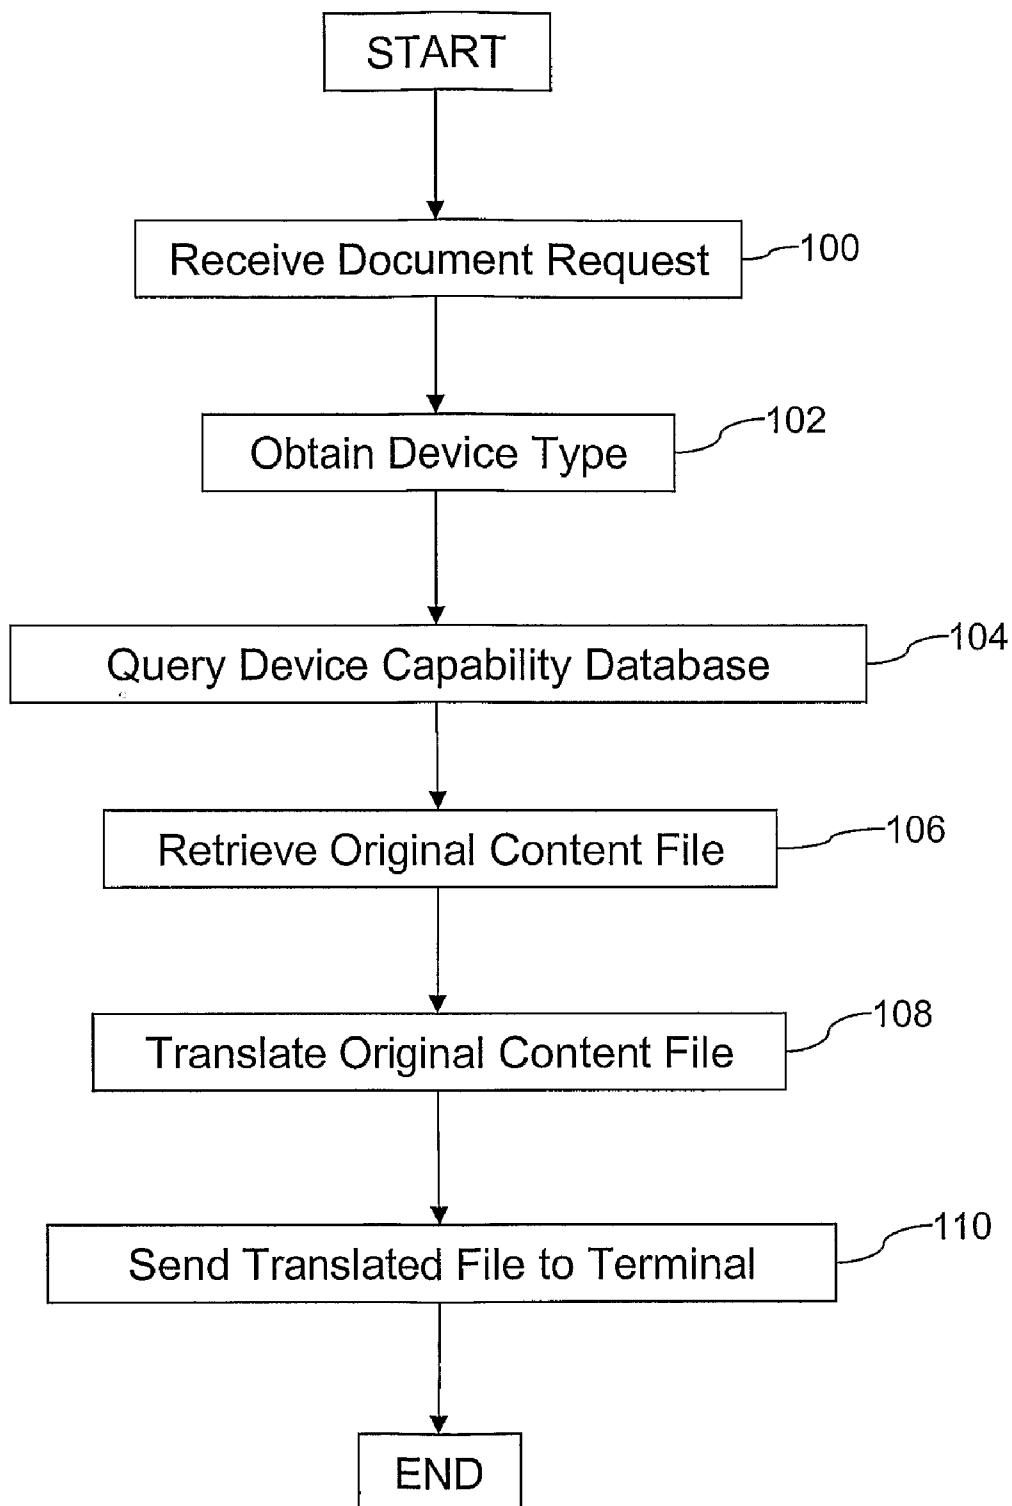 START
Receive Document Request
100
Obtain Device Type
102
Query Device Capability Database
104
Retrieve Original Content File
106
Translate Original Content File
108
Send Translated File to Terminal
110
END